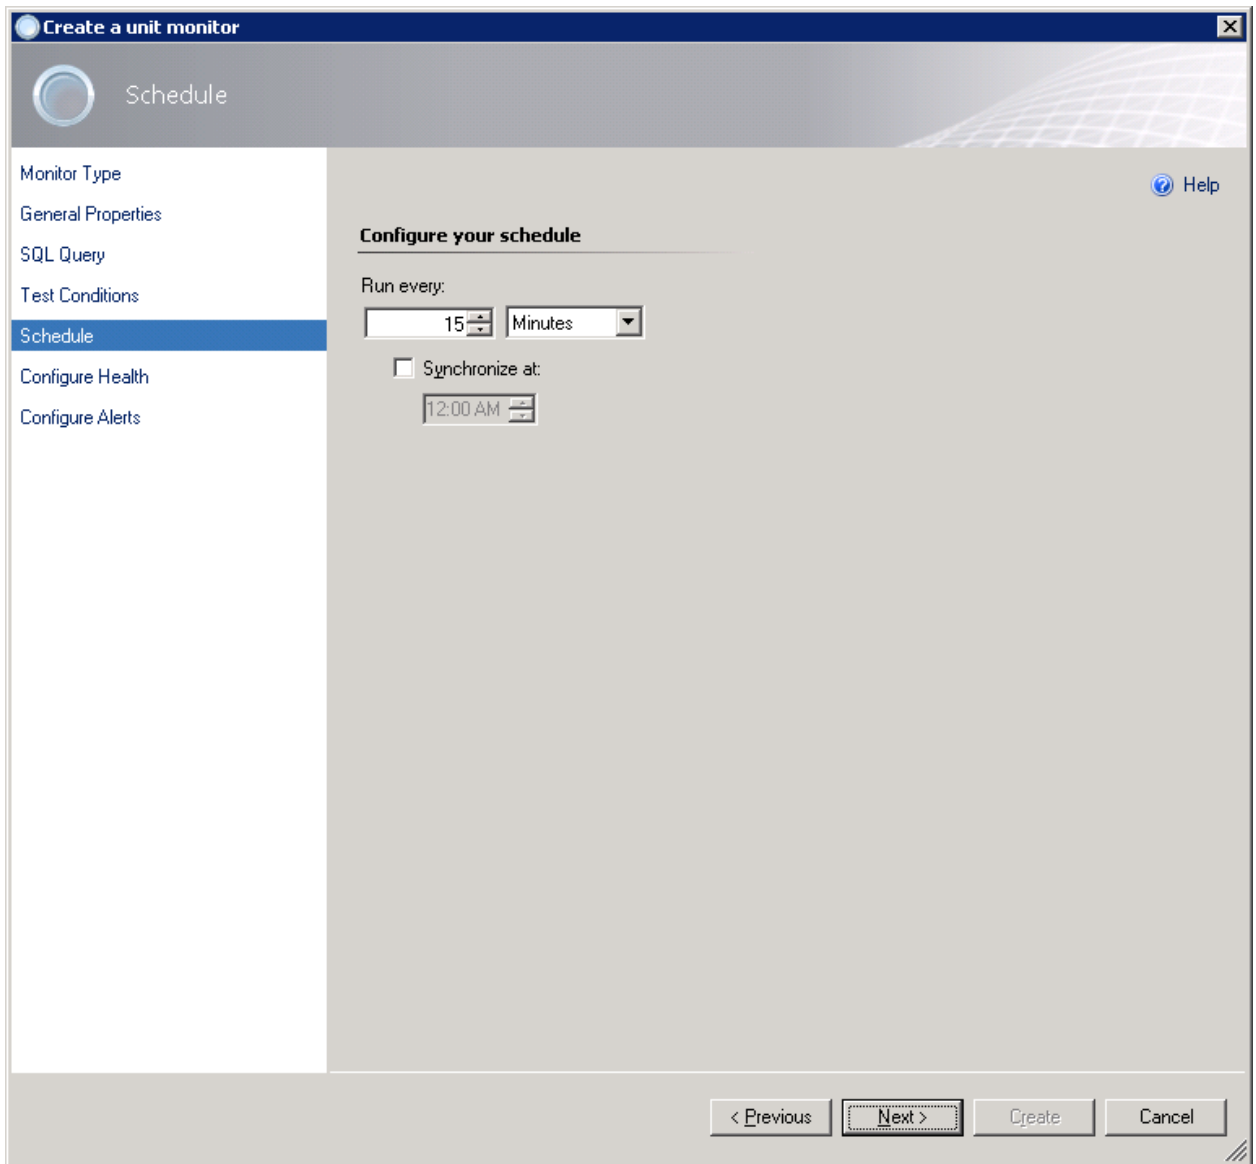 Create a unit monitor
Schedule
Monitor Type
General Properties
SQL Query
Test Conditions
Schedule
Configure Health
Configure Alerts
Help
Configure your schedule
Run every:
15 Minutes
Synchronize at:
12:00 AM
< Previous Next > Create Cancel